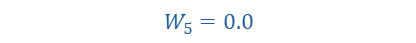 W₅ = 0.0